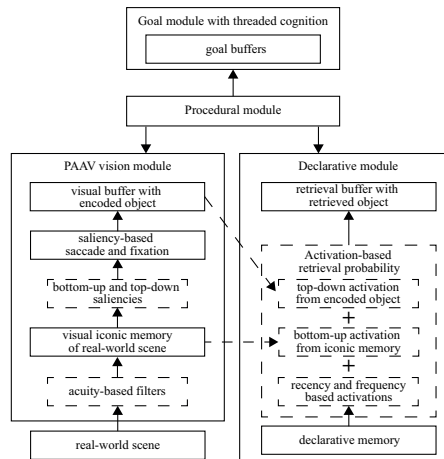 Goal module with threaded cognition
goal buffers
Procedural module
PAAV vision module
visual buffer with
encoded object
saliency-based
saccade and fixation
bottom-up and top-down
saliencies
visual iconic memory
of real-world scene
acuity-based filters
real-world scene
Declarative module
retrieval buffer with
retrieved object
Activation-based
retrieval probability
top-down activation
from encoded object
+
bottom-up activation
from iconic memory
+
recency and frequency
based activations
declarative memory